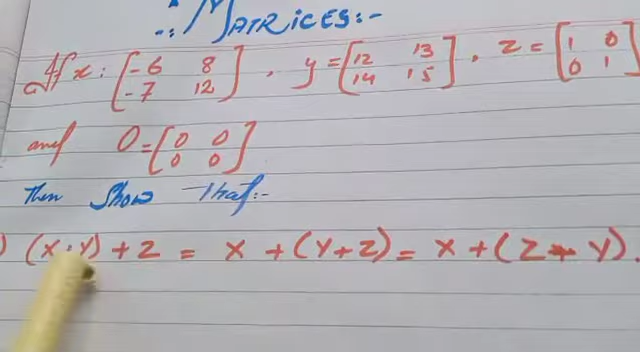 ∴ MATRICES:-
If x: [-6 8 -7 12], y = [12 13 14 15], z = [1 0 0 1]
and O = [0 0 0 0]
Then Show That:-
) (x + y) + z = x + (y + z) = x + (z + y).